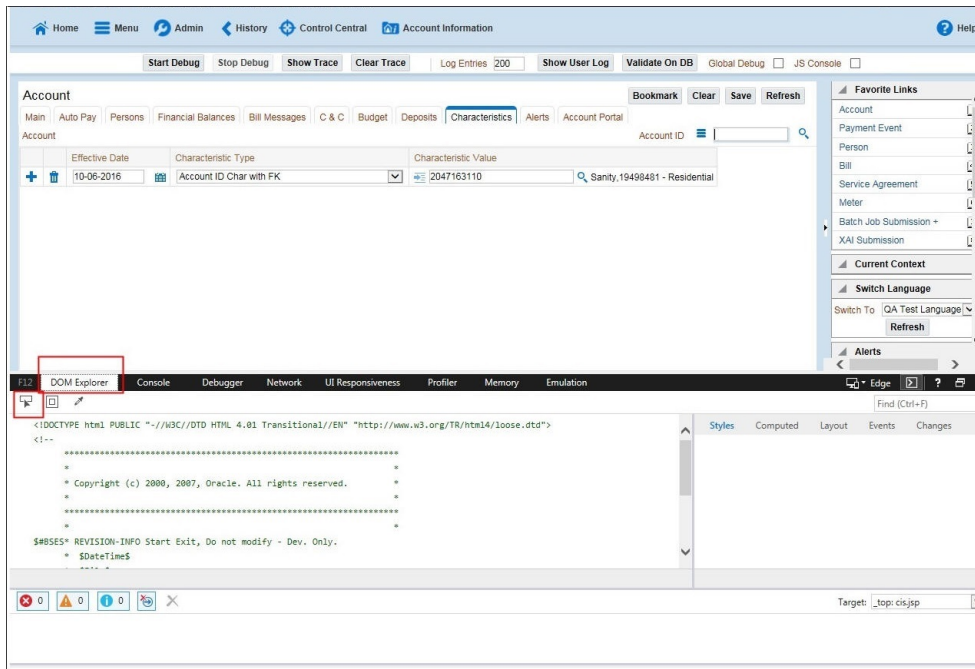 Home Menu Admin History Control Central Account Information Help
Start Debug Stop Debug Show Trace Clear Trace Log Entries 200 Show User Log Validate On DB Global Debug JS Console
Account Bookmark Clear Save Refresh
Main Auto Pay Persons Financial Balances Bill Messages C & C Budget Deposits Characteristics Alerts Account Portal
Account Account ID
Effective Date Characteristic Type Characteristic Value
10-06-2016 Account ID Char with FK 2047163110 Sanity,19498481 - Residential
Favorite Links
Account
Payment Event
Person
Bill
Service Agreement
Meter
Batch Job Submission +
XAI Submission
Current Context
Switch Language
Switch To QA Test Language
Refresh
Alerts
F12 DOM Explorer Console Debugger Network UI Responsiveness Profiler Memory Emulation Edge ?
Find (Ctrl+F)
<!DOCTYPE html PUBLIC "-//W3C//DTD HTML 4.01 Transitional//EN" "http://www.w3.org/TR/html4/loose.dtd">
<!--
*******************************************************************
* *
* Copyright (c) 2000, 2007, Oracle. All rights reserved. *
* *
*******************************************************************
* *
$#BSES* REVISION-INFO Start Exit, Do not modify - Dev. Only.
* $DateTime$
Styles Computed Layout Events Changes
0 0 0
Target: _top: cis.jsp